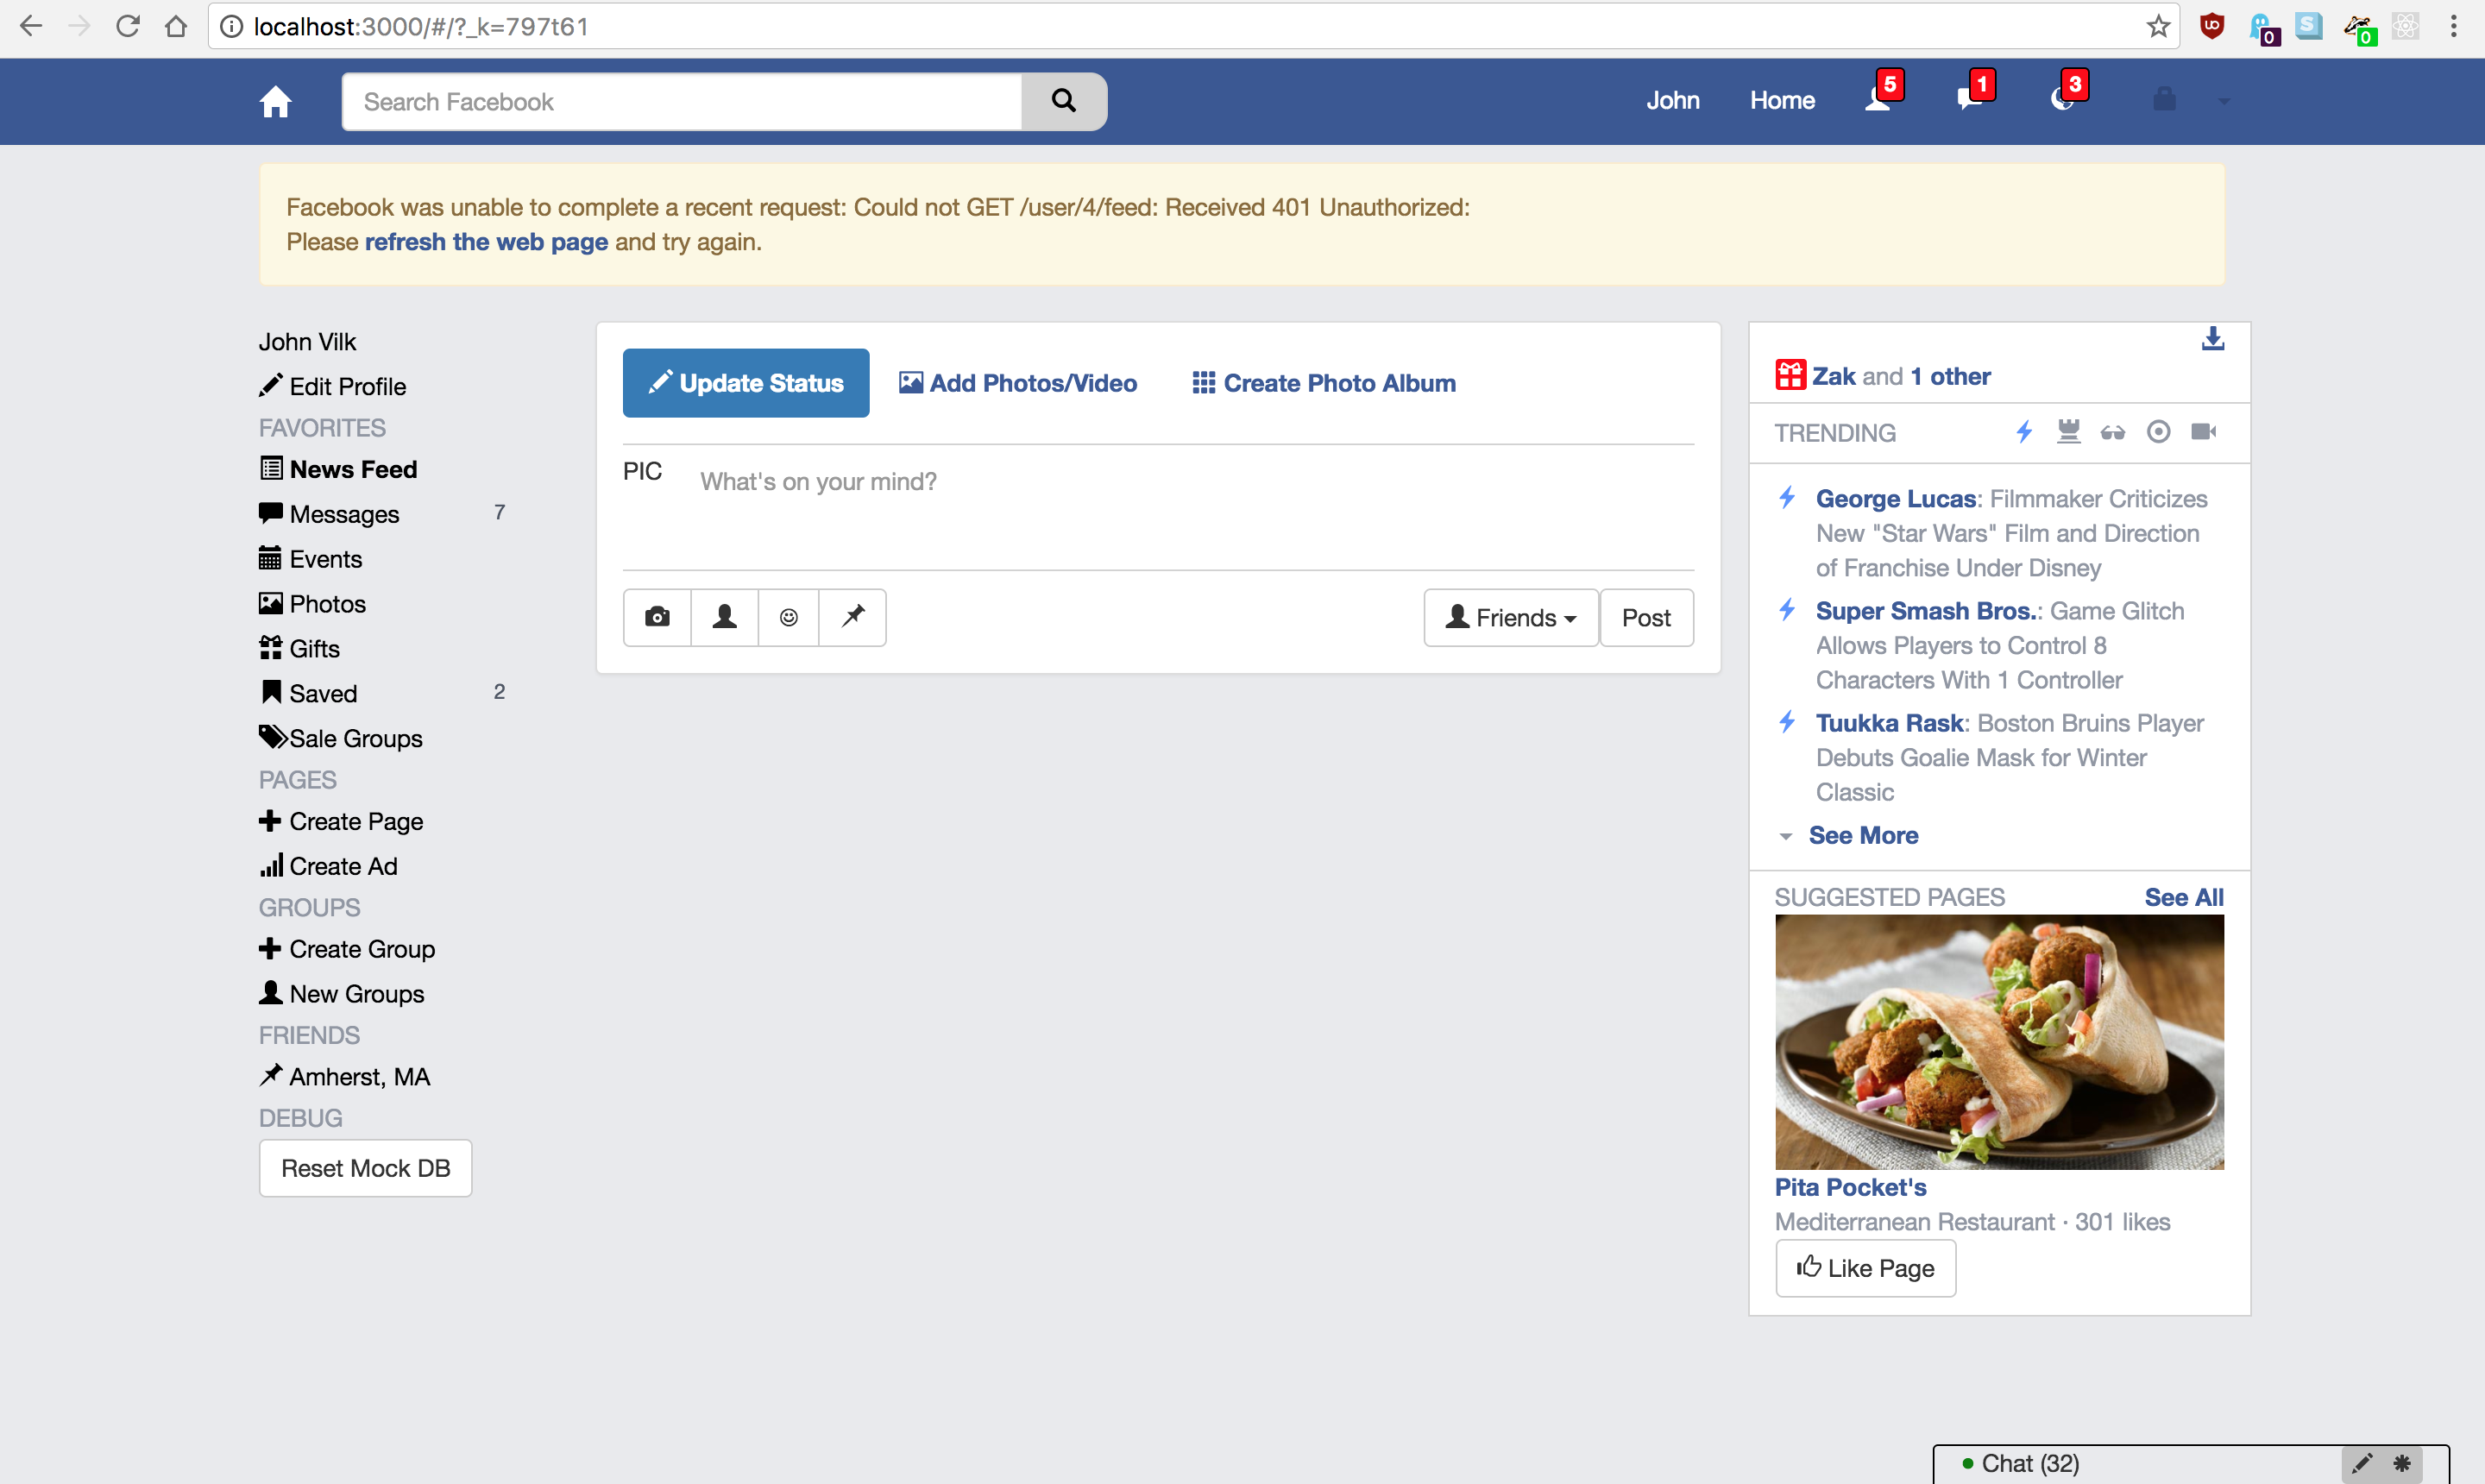 localhost:3000/#/?_k=797t61
0
0
Search Facebook
John
Home
5
1
3
Facebook was unable to complete a recent request: Could not GET /user/4/feed: Received 401 Unauthorized:
Please refresh the web page and try again.
John Vilk
Edit Profile
FAVORITES
News Feed
Messages 7
Events
Photos
Gifts
Saved 2
Sale Groups
PAGES
Create Page
Create Ad
GROUPS
Create Group
New Groups
FRIENDS
Amherst, MA
DEBUG
Reset Mock DB
Update Status
Add Photos/Video
Create Photo Album
PIC
What's on your mind?
Friends
Post
Zak and 1 other
TRENDING
George Lucas: Filmmaker Criticizes
New "Star Wars" Film and Direction
of Franchise Under Disney
Super Smash Bros.: Game Glitch
Allows Players to Control 8
Characters With 1 Controller
Tuukka Rask: Boston Bruins Player
Debuts Goalie Mask for Winter
Classic
See More
SUGGESTED PAGES
See All
Pita Pocket's
Mediterranean Restaurant · 301 likes
Like Page
Chat (32)